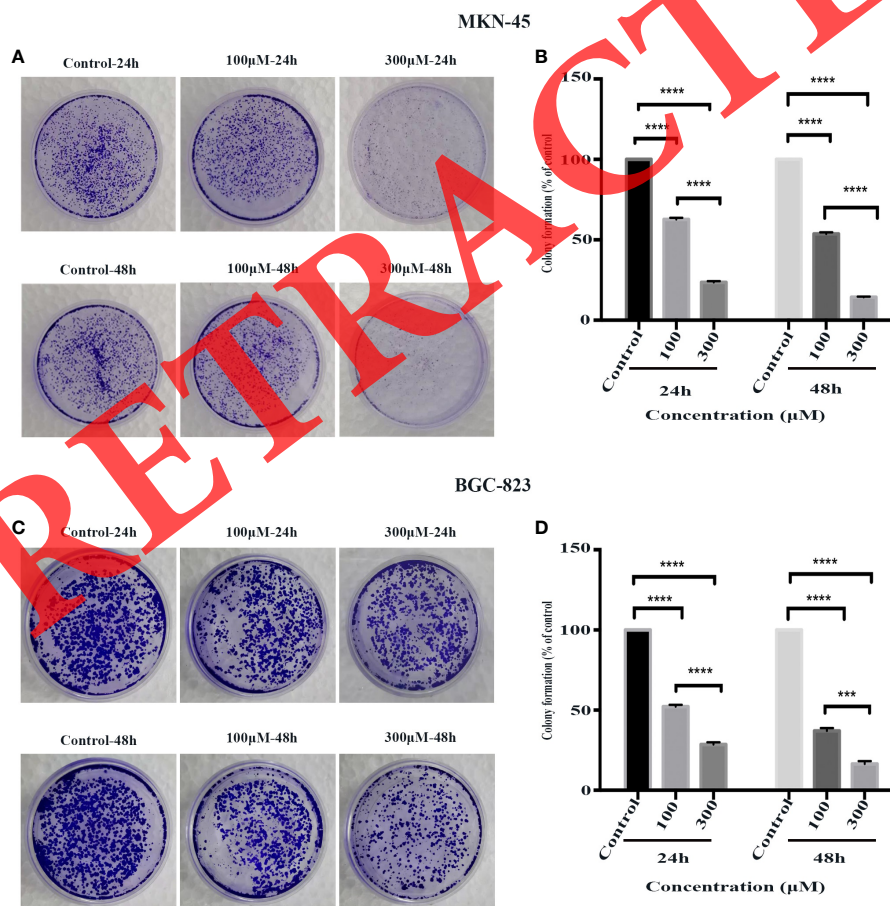 MKN-45
A
Control-24h
100µM-24h
300µM-24h
Control-48h
100µM-48h
300µM-48h
B
Colony formation (% of control
150
100
50
0
****
****
****
****
****
****
Control
100
300
Control
100
300
24h
48h
Concentration (µM)
BGC-823
C
Control-24h
100µM-24h
300µM-24h
Control-48h
100µM-48h
300µM-48h
D
Colony formation (% of control
150
100
50
0
****
****
****
****
****
***
Control
100
300
Control
100
300
24h
48h
Concentration (µM)
RETRACTE